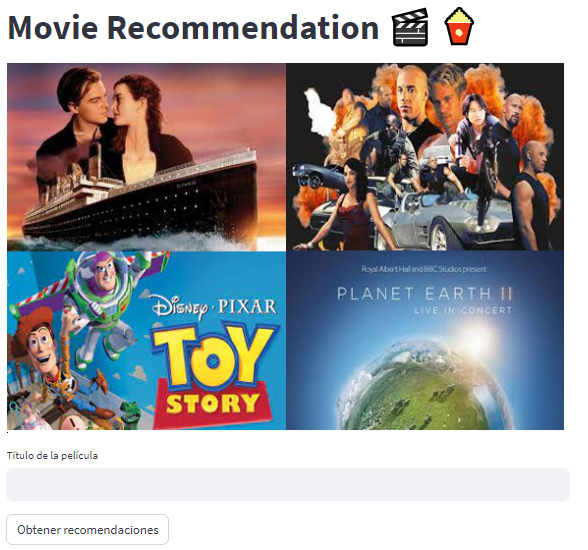 Movie Recommendation
TITANIC
Royal Albert Hall and BBC Studios present
PLANET EARTH II
LIVE IN CONCERT
Disney · PIXAR
TOY
STORY
Título de la película
Obtener recomendaciones